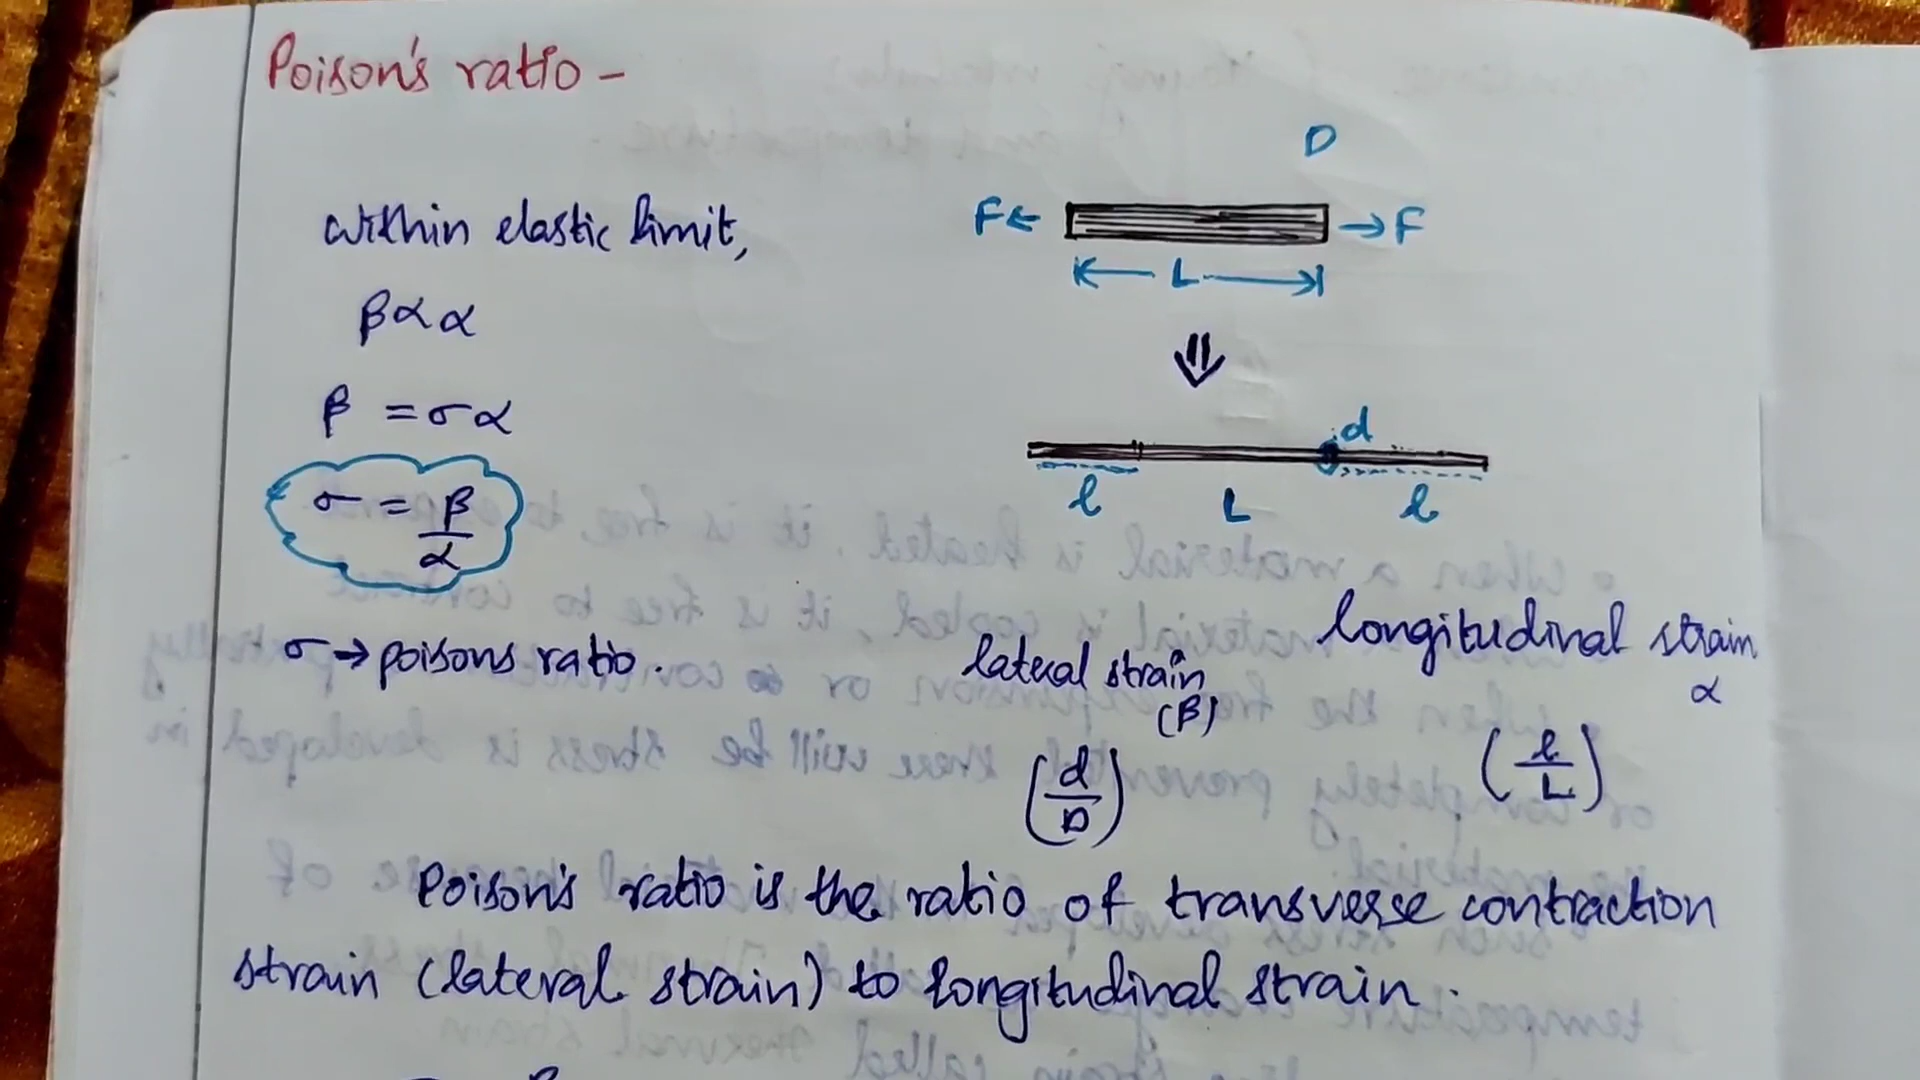 Poison's ratio -
within elastic limit,
β ∝ α
β = σ α
σ = β/α
σ → poisons ratio.
D
F ← → F
L
d
l L l
lateral strain
(β)
(d/D)
longitudinal strain
α
(l/L)
Poison's ratio is the ratio of transverse contraction
strain (lateral strain) to longitudinal strain.